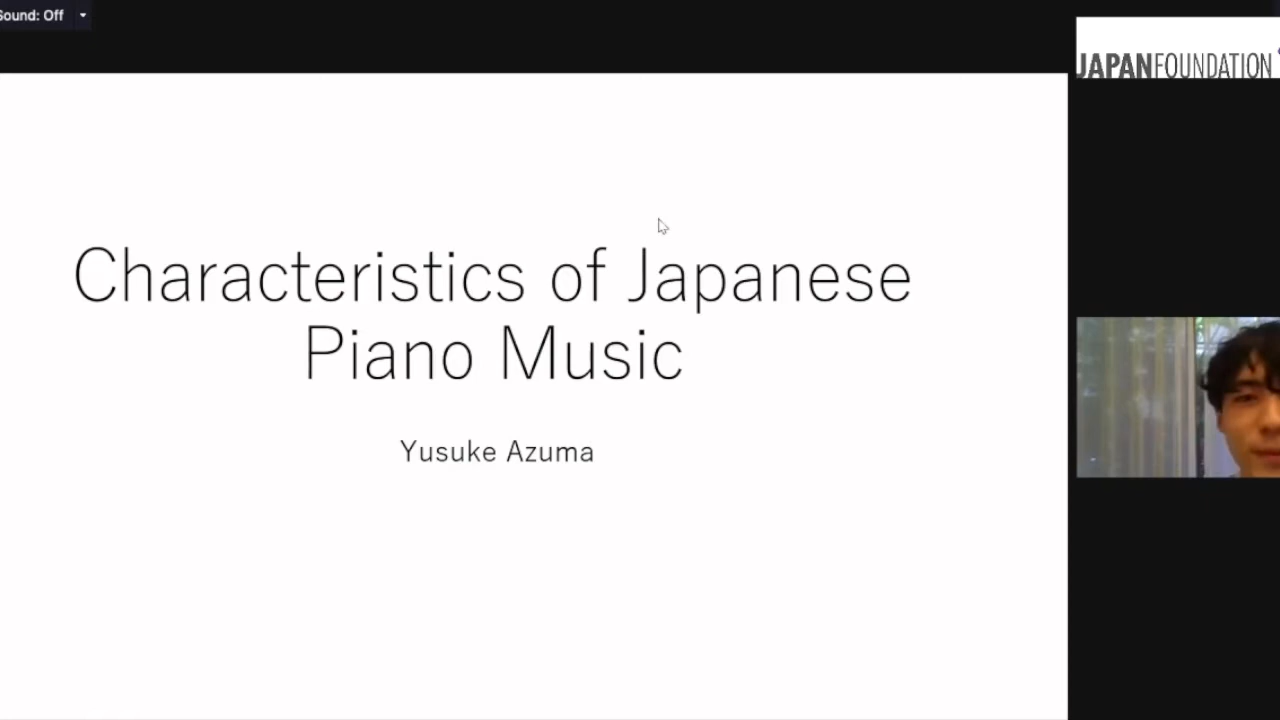 Sound: Off
JAPANFOUNDATION
Characteristics of Japanese
Piano Music
Yusuke Azuma